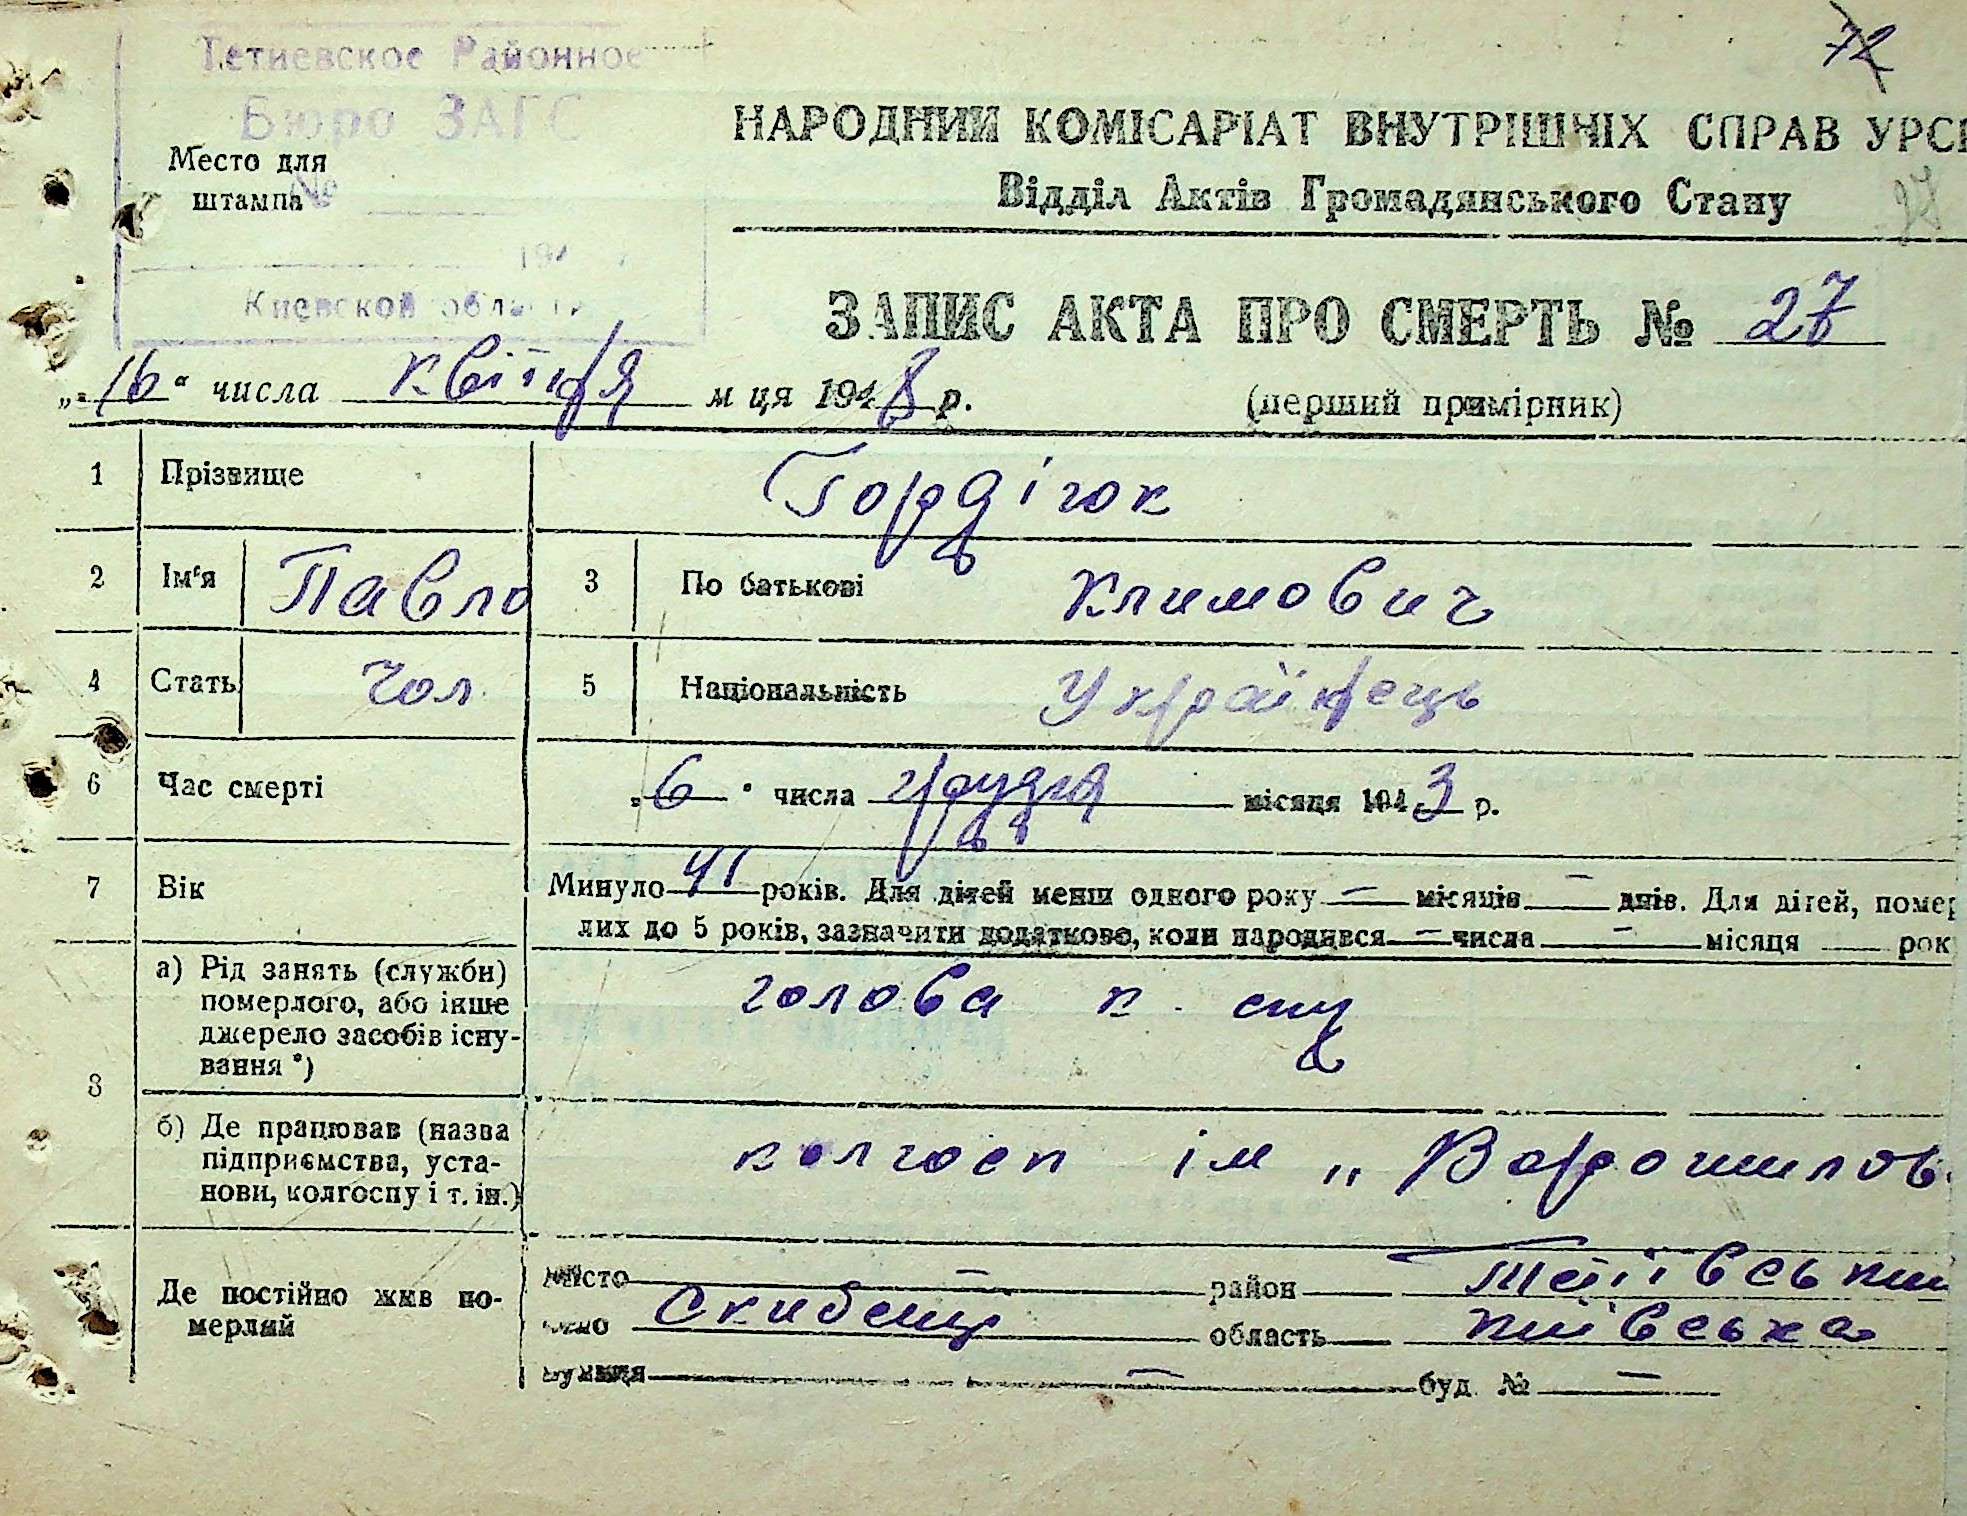 72
Тетиевское Районное
Бюро ЗАГС
Место для
штампа
№
194
Киевской области
НАРОДНИЙ КОМІСАРІАТ ВНУТРІШНІХ СПРАВ УРСР
Відділ Актів Громадянського Стану
ЗАПИС АКТА ПРО СМЕРТЬ № 27
„16“ числа квітня м ця 1948 р.
(перший примірник)
1 Прізвище Гордіюк
2 Ім'я Павло 3 По батькові Климович
4 Стать Чол 5 Національність Українець
6 Час смерті „6“ числа грудня місяця 1943 р.
7 Вік Минуло 41 років. Для дітей менш одного року — місяців — днів. Для дітей, помер
лих до 5 років, зазначити додатково, коли народився — числа — місяця рок
8 а) Рід занять (служби)
померлого, або інше
джерело засобів існу-
вання *)
голова к.
б) Де працював (назва
підприємства, уста-
нови, колгоспу і т. ін.)
колгосп ім „Ворошилов
Де постійно жив по-
мерлий
місто — район Тетіївський
село Скибенці область київська
вулиця — буд. № —